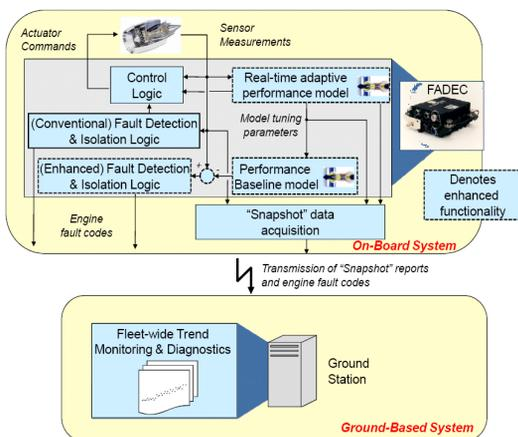 Actuator
Commands
Sensor
Measurements
FADEC
Control
Logic
Real-time adaptive
performance model
(Conventional) Fault Detection
& Isolation Logic
Model tuning
parameters
(Enhanced) Fault Detection
& Isolation Logic
+
-
Performance
Baseline model
Denotes
enhanced
functionality
Engine
fault codes
“Snapshot” data
acquisition
On-Board System
Transmission of “Snapshot” reports
and engine fault codes
Fleet-wide Trend
Monitoring & Diagnostics
Ground
Station
Ground-Based System